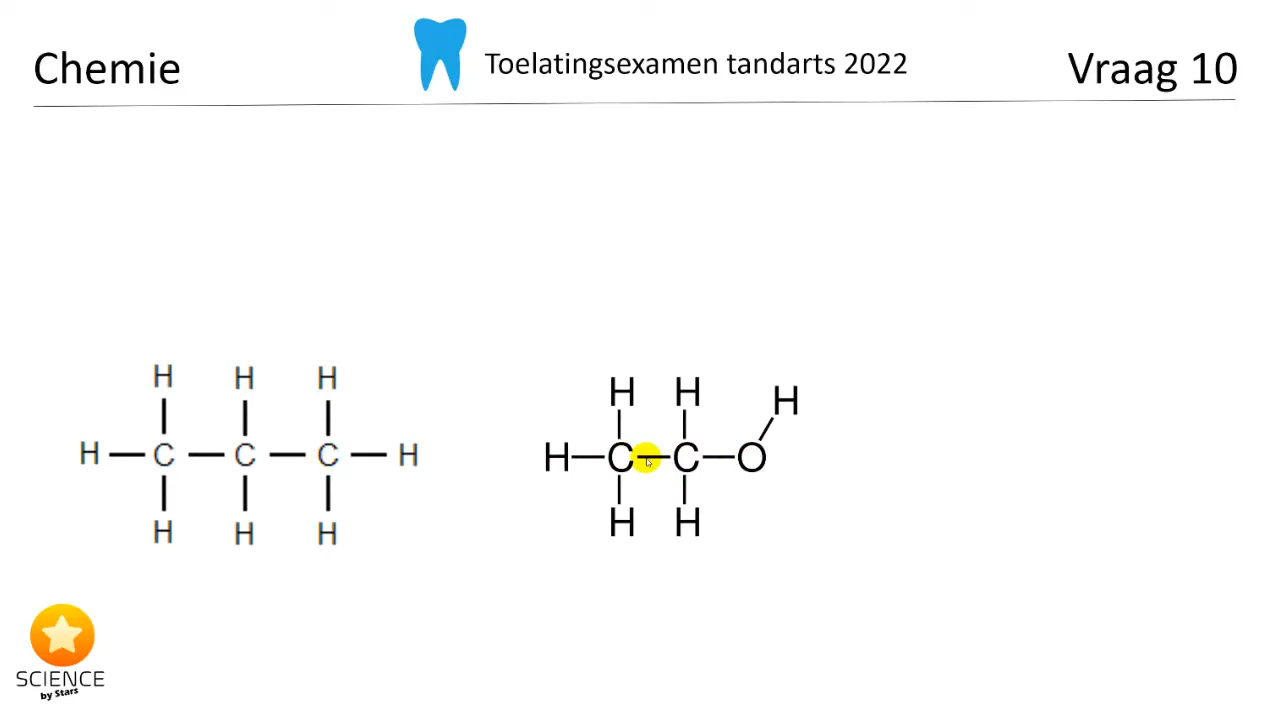 Chemie
Toelatingsexamen tandarts 2022
Vraag 10
H H H
H C C C H
H H H
H H H
H C C O
H H
SCIENCE
by Stars